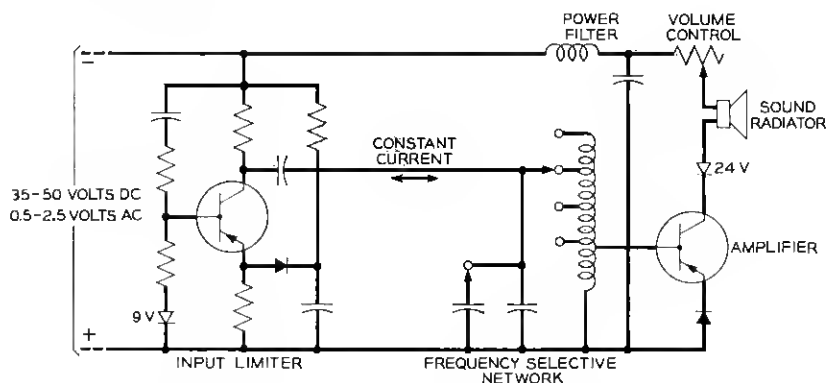 POWER
FILTER
VOLUME
CONTROL
−
SOUND
RADIATOR
CONSTANT
CURRENT
24 V
35-50 VOLTS DC
0.5-2.5 VOLTS AC
AMPLIFIER
9 V
+
INPUT LIMITER
FREQUENCY SELECTIVE
NETWORK